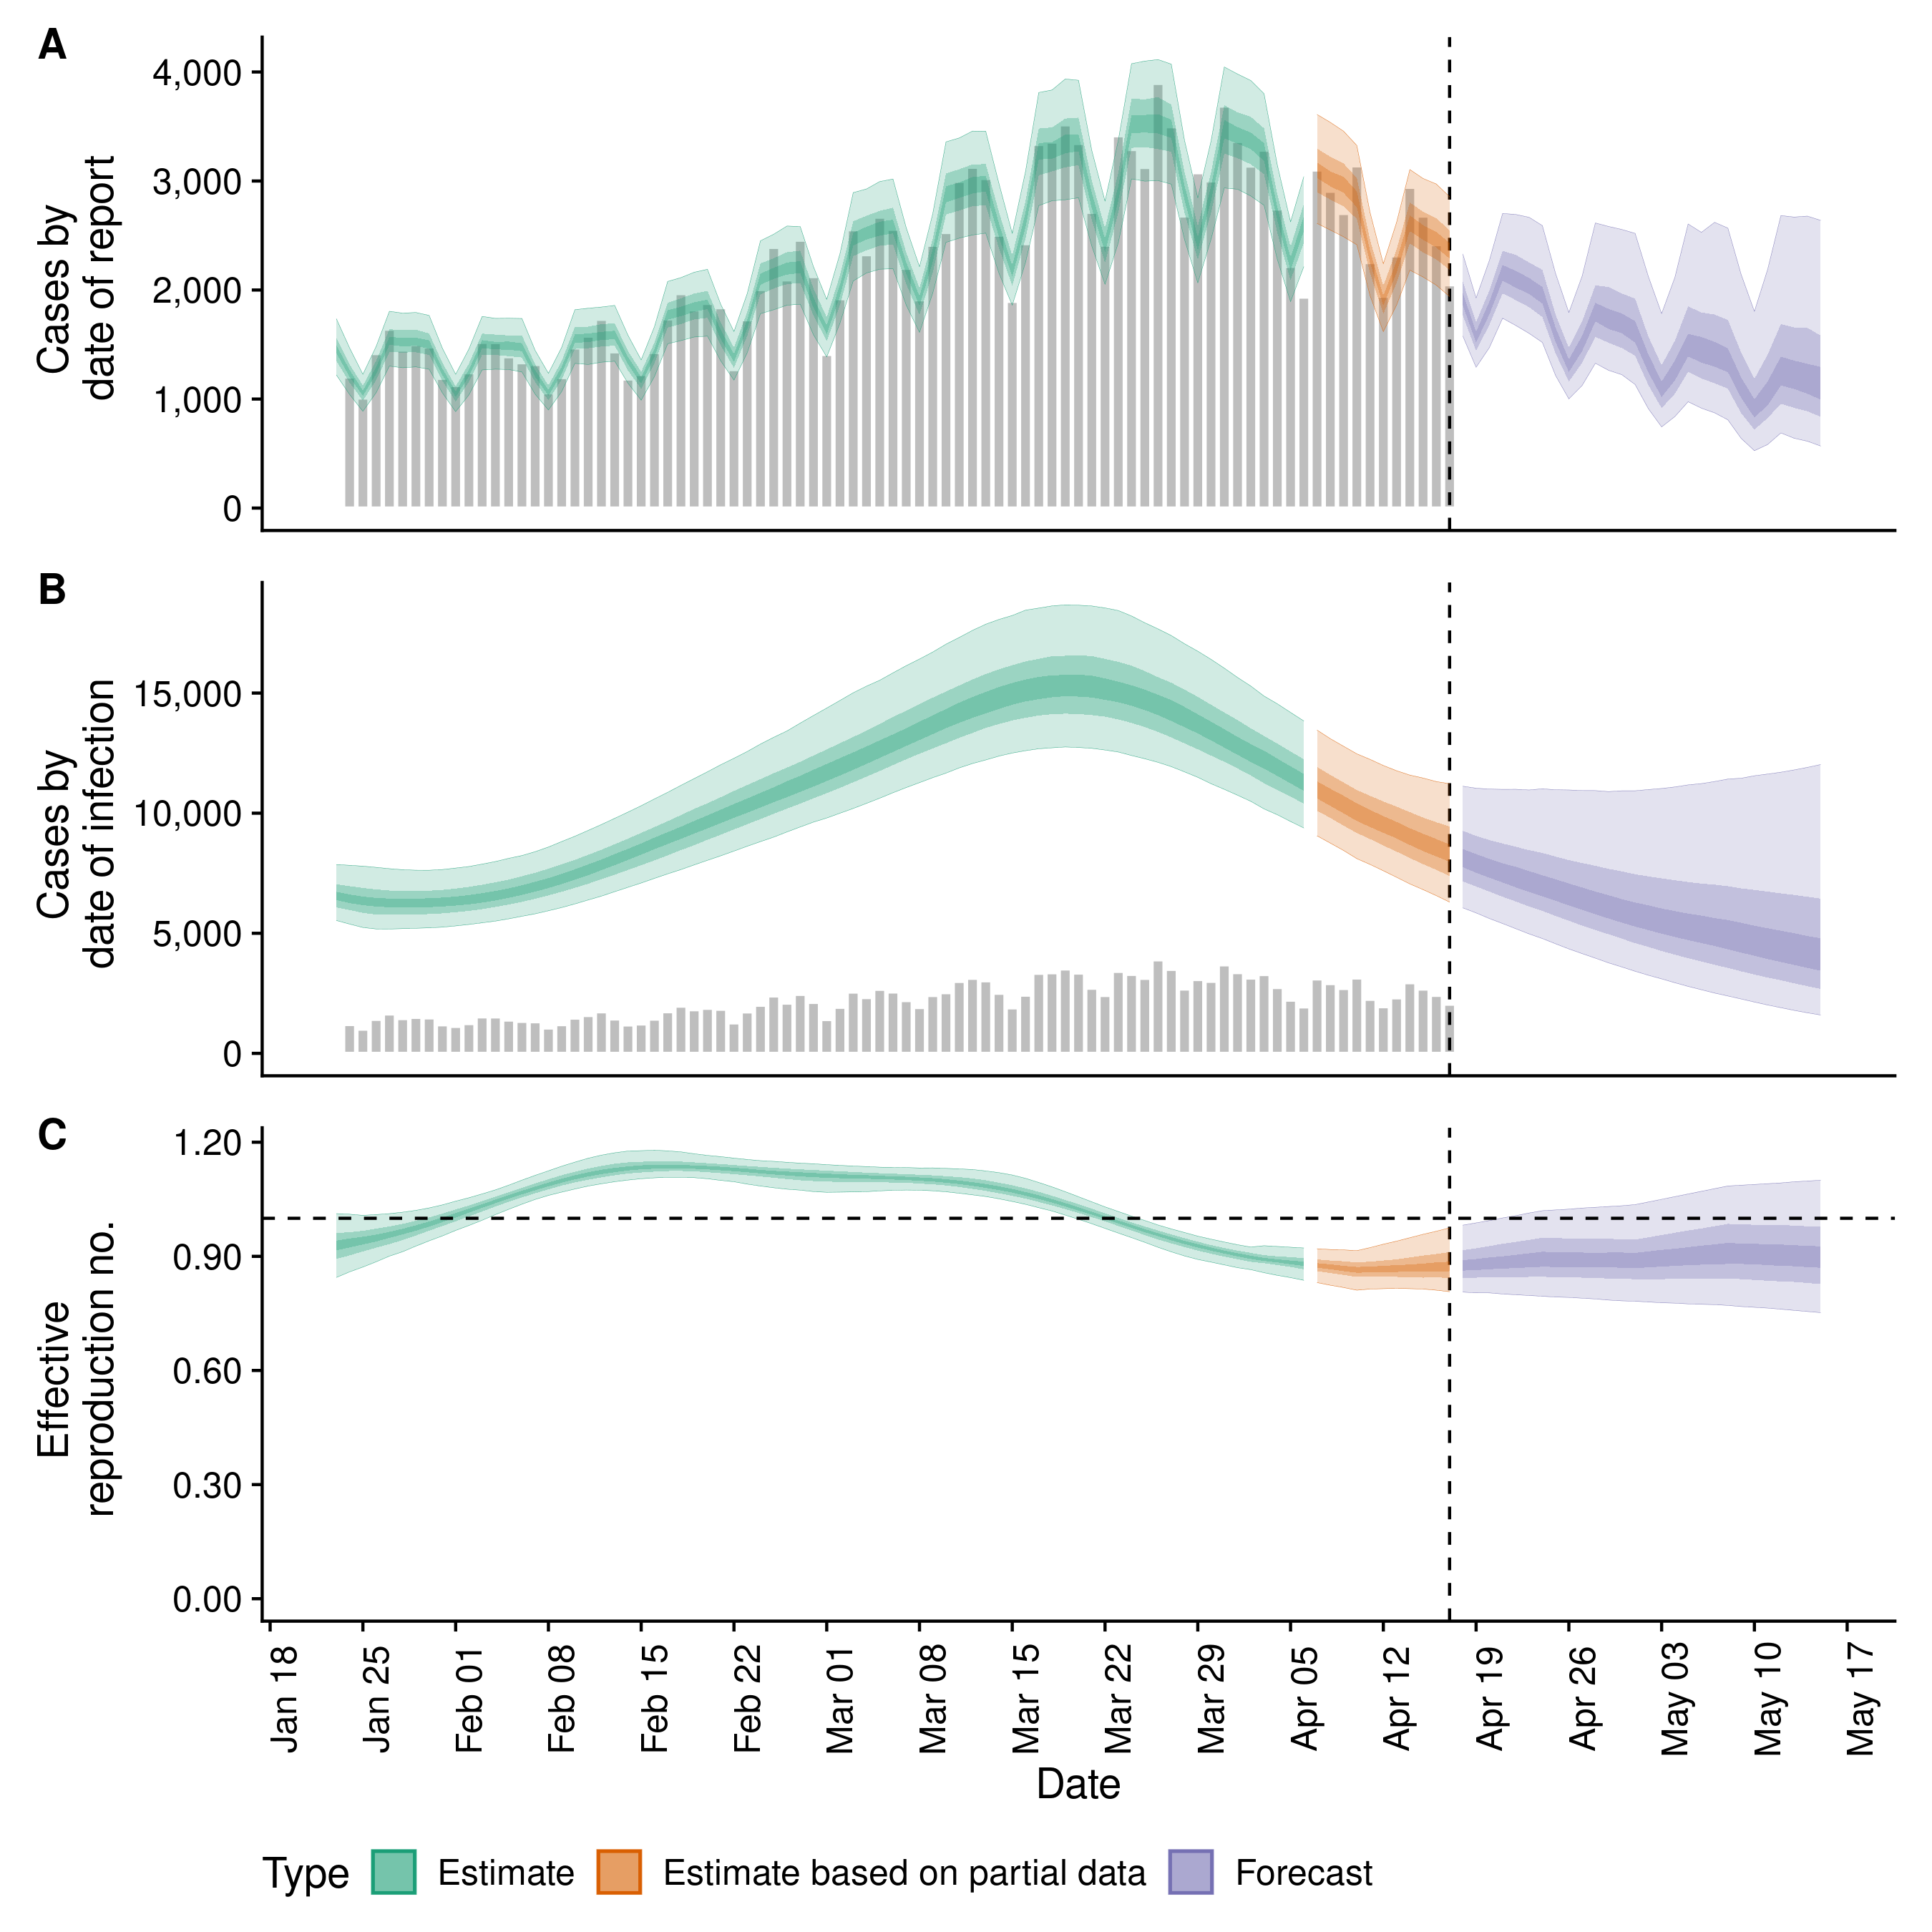 A
Cases by
date of report
4,000
3,000
2,000
1,000
0
B
Cases by
date of infection
15,000
10,000
5,000
0
C
Effective
reproduction no.
1.20
0.90
0.60
0.30
0.00
Jan 18
Jan 25
Feb 01
Feb 08
Feb 15
Feb 22
Mar 01
Mar 08
Mar 15
Mar 22
Mar 29
Apr 05
Apr 12
Apr 19
Apr 26
May 03
May 10
May 17
Date
Type Estimate Estimate based on partial data Forecast